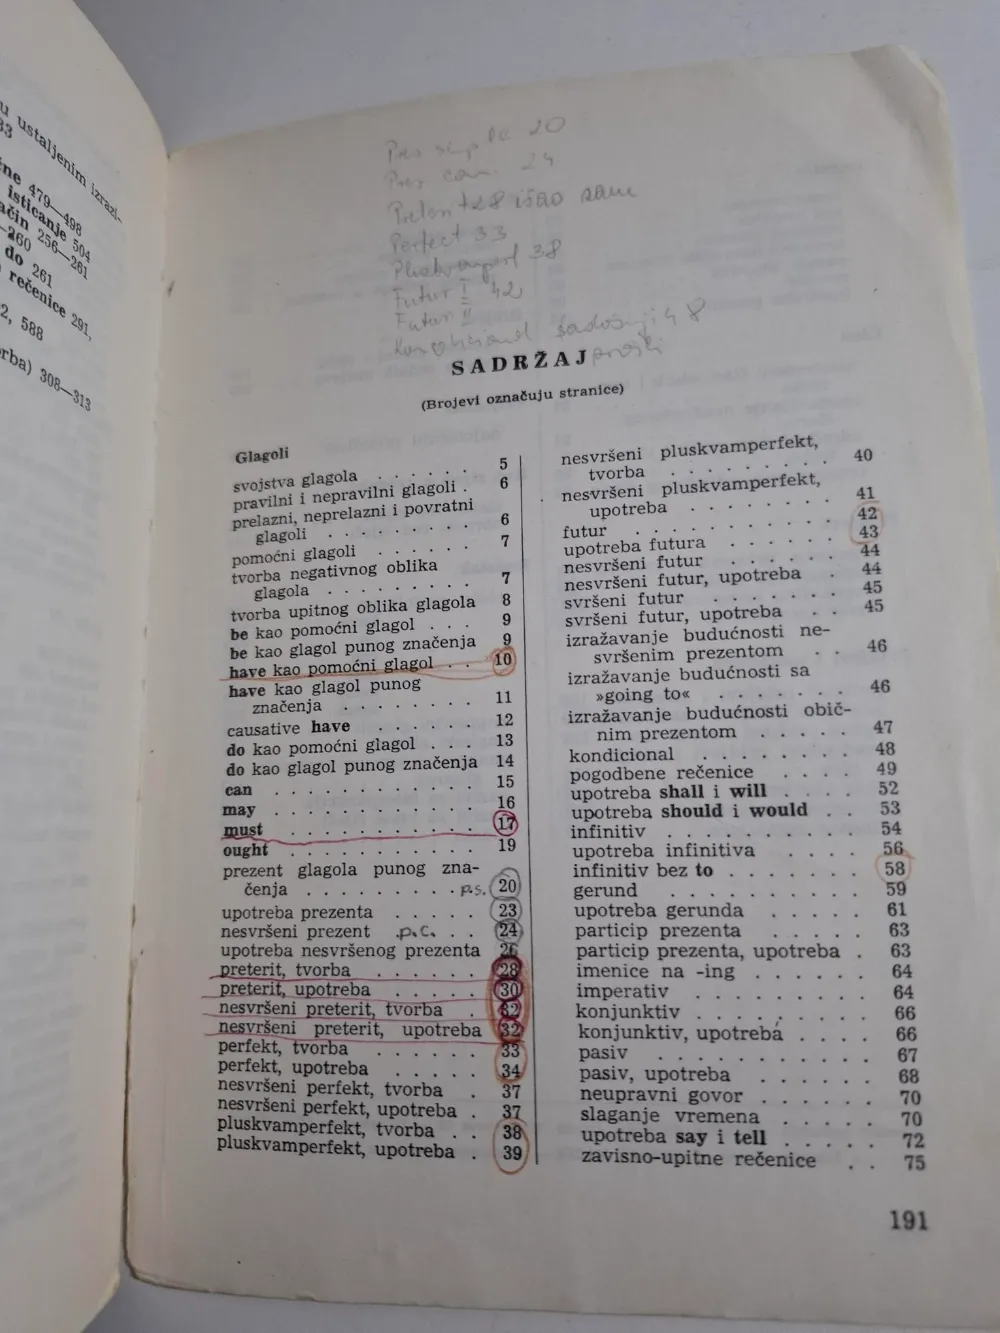 u ustaljenim izrazi-
33
ne 479—498
isticanje 504
ačin 256—261
—260
do 261
rečenice 291,
2, 588
rba) 308—313
Pres simple 20
Pres con. 24
28 išao sam
Perfect 33
38
Futur I 42
Futur II
sadašnji 48
prošli
SADRŽAJ
(Brojevi označuju stranice)
Glagoli
svojstva glagola . . . . . . 5
pravilni i nepravilni glagoli . 6
prelazni, neprelazni i povratni
glagoli . . . . . . . . 6
pomoćni glagoli . . . . . . 7
tvorba negativnog oblika
glagola . . . . . . . . 7
tvorba upitnog oblika glagola 8
be kao pomoćni glagol . . . 9
be kao glagol punog značenja 9
have kao pomoćni glagol . . 10
have kao glagol punog
značenja . . . . . . . . 11
causative have . . . . . . 12
do kao pomoćni glagol . . . 13
do kao glagol punog značenja 14
can . . . . . . . . . . . 15
may . . . . . . . . . . . 16
must . . . . . . . . . . . 17
ought . . . . . . . . . . 19
prezent glagola punog zna-
čenja . . . . . . . . . p.s. 20
upotreba prezenta . . . . . 23
nesvršeni prezent .p.c. . . 24
upotreba nesvršenog prezenta 26
preterit, tvorba . . . . . . 28
preterit, upotreba . . . . . 30
nesvršeni preterit, tvorba . 32
nesvršeni preterit, upotreba 32
perfekt, tvorba . . . . . . 33
perfekt, upotreba . . . . . 34
nesvršeni perfekt, tvorba . 37
nesvršeni perfekt, upotreba . 37
pluskvamperfekt, tvorba . . 38
pluskvamperfekt, upotreba . 39
nesvršeni pluskvamperfekt,
tvorba . . . . . . . . . 40
nesvršeni pluskvamperfekt,
upotreba . . . . . . . . 41
futur . . . . . . . . . . 42
upotreba futura . . . . . . 43
nesvršeni futur . . . . . . 44
nesvršeni futur, upotreba . 44
svršeni futur . . . . . . . 45
svršeni futur, upotreba . . 45
izražavanje budućnosti ne-
svršenim prezentom . . 46
izražavanje budućnosti sa
»going to« . . . . . . . 46
izražavanje budućnosti obič-
nim prezentom . . . . . 47
kondicional . . . . . . . . 48
pogodbene rečenice . . . . 49
upotreba shall i will . . . . 52
upotreba should i would . . 53
infinitiv . . . . . . . . . . 54
upotreba infinitiva . . . . 56
infinitiv bez to . . . . . . . 58
gerund . . . . . . . . . . 59
upotreba gerunda . . . . . 61
particip prezenta . . . . . 63
particip prezenta, upotreba . 63
imenice na -ing . . . . . . 64
imperativ . . . . . . . . . 64
konjunktiv . . . . . . . . . 66
konjunktiv, upotreba . . . . 66
pasiv . . . . . . . . . . . 67
pasiv, upotreba . . . . . . 68
neupravni govor . . . . . . 70
slaganje vremena . . . . . 70
upotreba say i tell . . . . . 72
zavisno-upitne rečenice . . 75
191